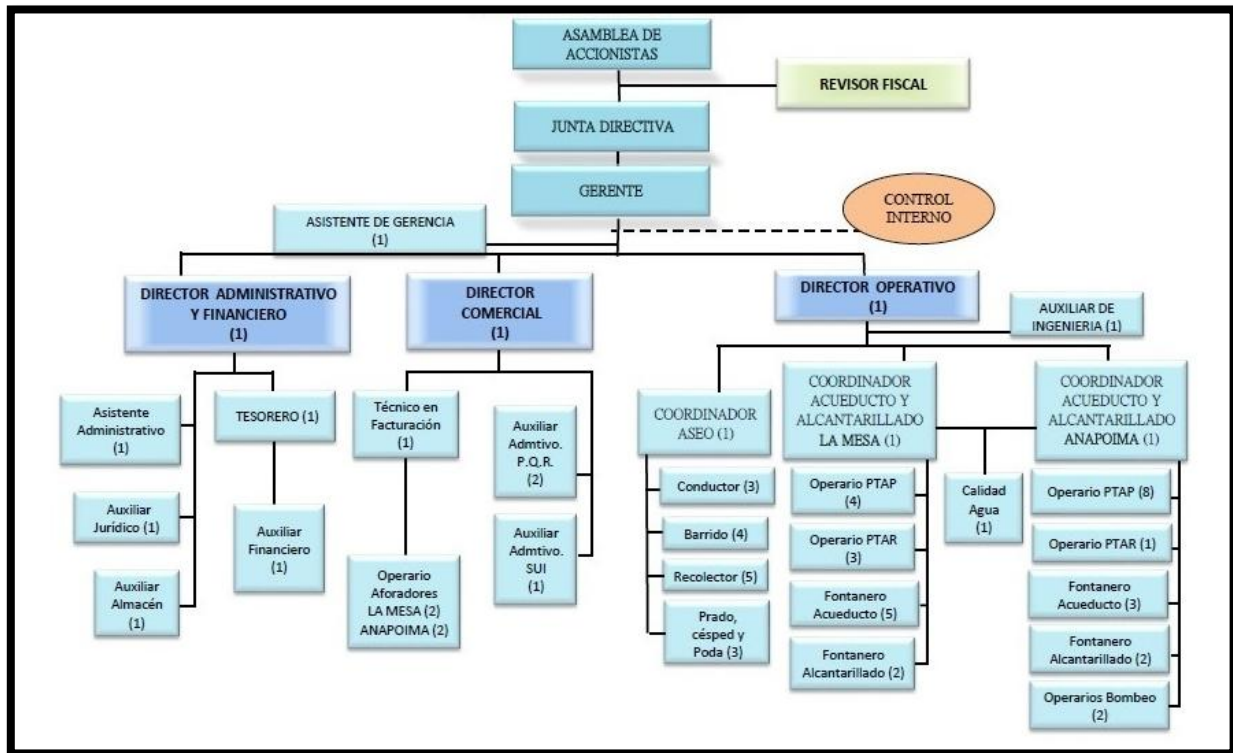 ASAMBLEA DE
ACCIONISTAS
REVISOR FISCAL
JUNTA DIRECTIVA
GERENTE
CONTROL
INTERNO
ASISTENTE DE GERENCIA
(1)
DIRECTOR ADMINISTRATIVO
Y FINANCIERO
(1)
DIRECTOR
COMERCIAL
(1)
DIRECTOR OPERATIVO
(1)
AUXILIAR DE
INGENIERIA (1)
Asistente
Administrativo
(1)
TESORERO (1)
Auxiliar
Jurídico (1)
Auxiliar
Financiero
(1)
Auxiliar
Almacén
(1)
Técnico en
Facturación
(1)
Auxiliar
Admtivo.
P.Q.R.
(2)
Auxiliar
Admtivo.
SUI
(1)
Operario
Aforadores
LA MESA (2)
ANAPOIMA (2)
COORDINADOR
ASEO (1)
Conductor (3)
Barrido (4)
Recolector (5)
Prado,
césped y
Poda (3)
COORDINADOR
ACUEDUCTO Y
ALCANTARILLADO
LA MESA (1)
Operario PTAP
(4)
Operario PTAR
(3)
Fontanero
Acueducto (5)
Fontanero
Alcantarillado (2)
Calidad
Agua
(1)
COORDINADOR
ACUEDUCTO Y
ALCANTARILLADO
ANAPOIMA (1)
Operario PTAP (8)
Operario PTAR (1)
Fontanero
Acueducto (3)
Fontanero
Alcantarillado (2)
Operarios Bombeo
(2)